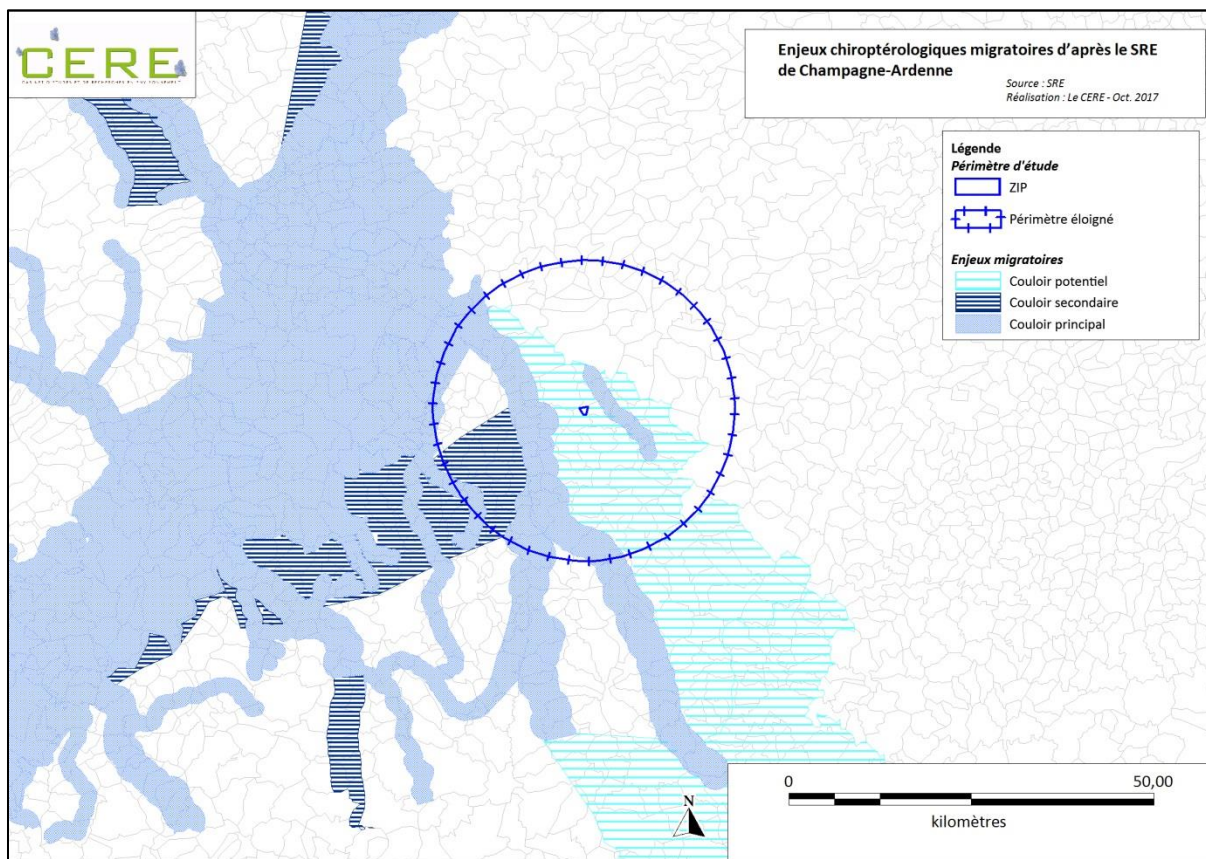 CERE
Enjeux chiroptérologiques migratoires d'après le SRE
de Champagne-Ardenne
Source : SRE
Réalisation : Le CERE - Oct. 2017
Légende
Périmètre d'étude
ZIP
Périmètre éloigné
Enjeux migratoires
Couloir potentiel
Couloir secondaire
Couloir principal
N
0 50,00
kilomètres